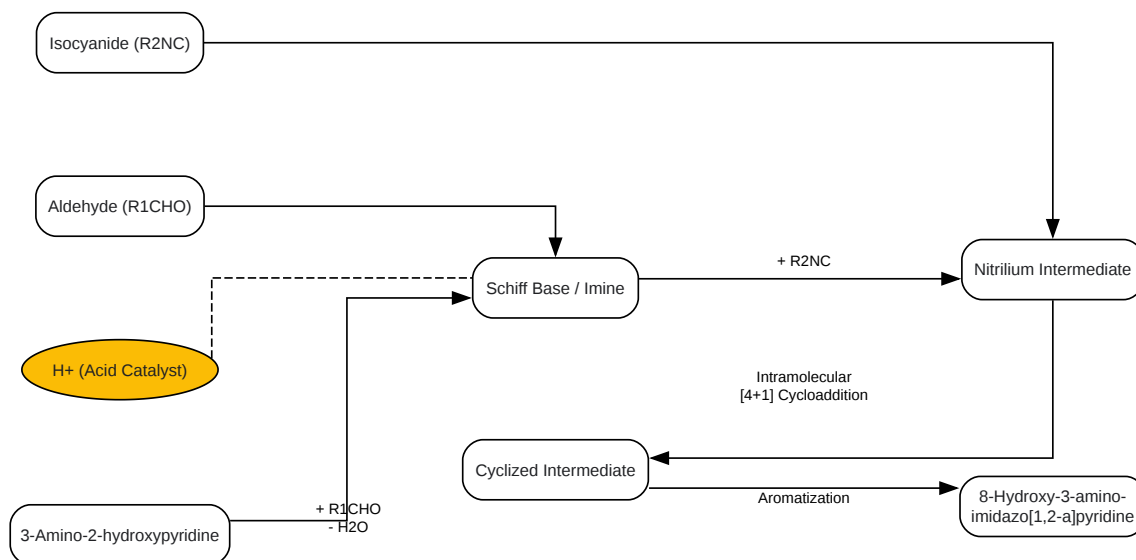 Isocyanide (R2NC)
Aldehyde (R1CHO)
+ R2NC
Nitrilium Intermediate
Schiff Base / Imine
H+ (Acid Catalyst)
Intramolecular
[4+1] Cycloaddition
Cyclized Intermediate
Aromatization
8-Hydroxy-3-amino-
imidazo[1,2-a]pyridine
+ R1CHO
- H2O
3-Amino-2-hydroxypyridine